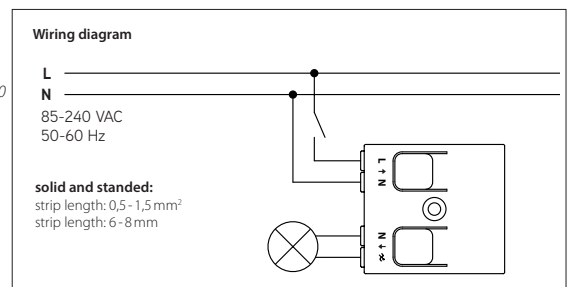 Wiring diagram
L
N
0
85-240 VAC
50-60 Hz
solid and standed:
strip length: 0,5 - 1,5 mm²
strip length: 6 - 8 mm
L ↑ N
N ↓